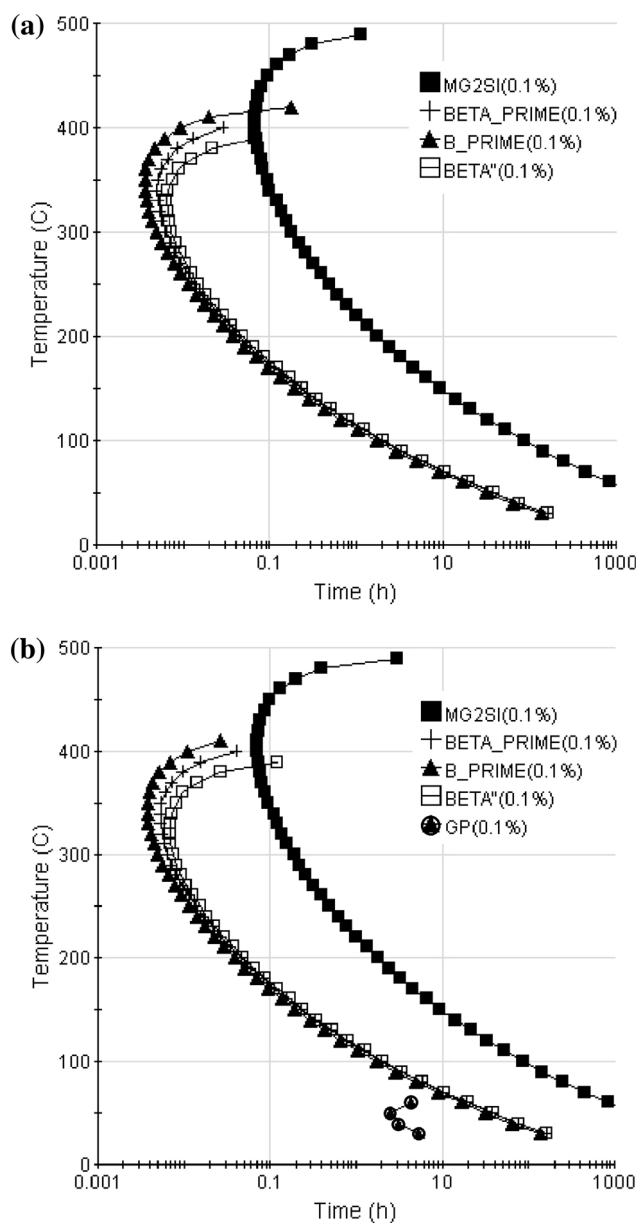 (a)
500
400
300
200
100
0
Temperature (C)
MG2SI(0.1%)
BETA_PRIME(0.1%)
B_PRIME(0.1%)
BETA"(0.1%)
0.001
0.1
10
1000
Time (h)
(b)
500
400
300
200
100
0
Temperature (C)
MG2SI(0.1%)
BETA_PRIME(0.1%)
B_PRIME(0.1%)
BETA"(0.1%)
GP(0.1%)
0.001
0.1
10
1000
Time (h)